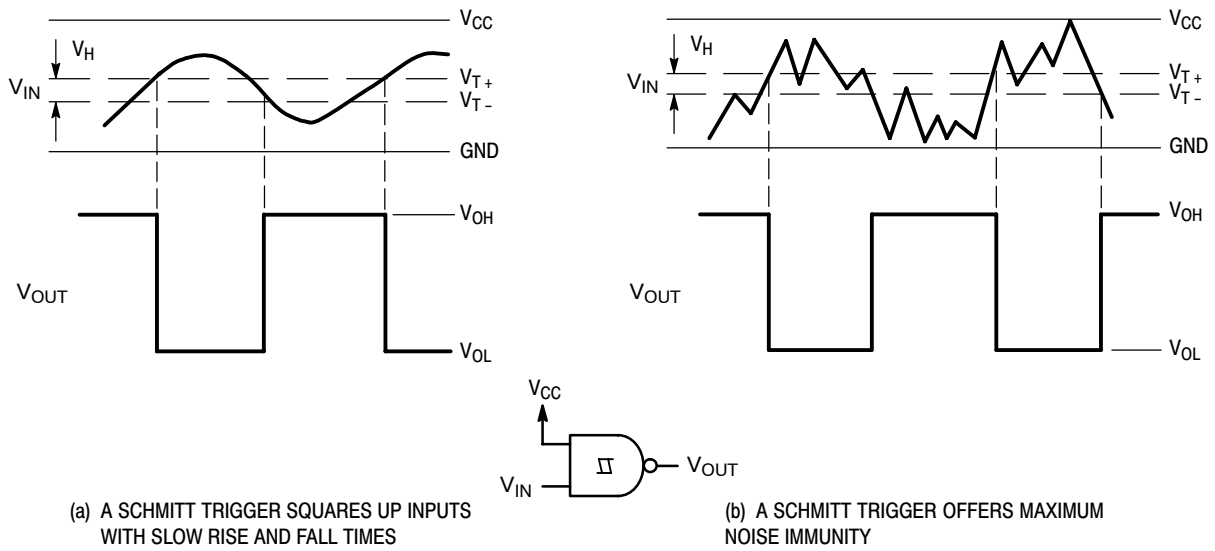 VCC
VH
VIN
VT+
VT−
GND
VOH
VOUT
VOL
VCC
VH
VIN
VT+
VT−
GND
VOH
VOUT
VOL
VCC
VIN
VOUT
(a) A SCHMITT TRIGGER SQUARES UP INPUTS
WITH SLOW RISE AND FALL TIMES
(b) A SCHMITT TRIGGER OFFERS MAXIMUM
NOISE IMMUNITY